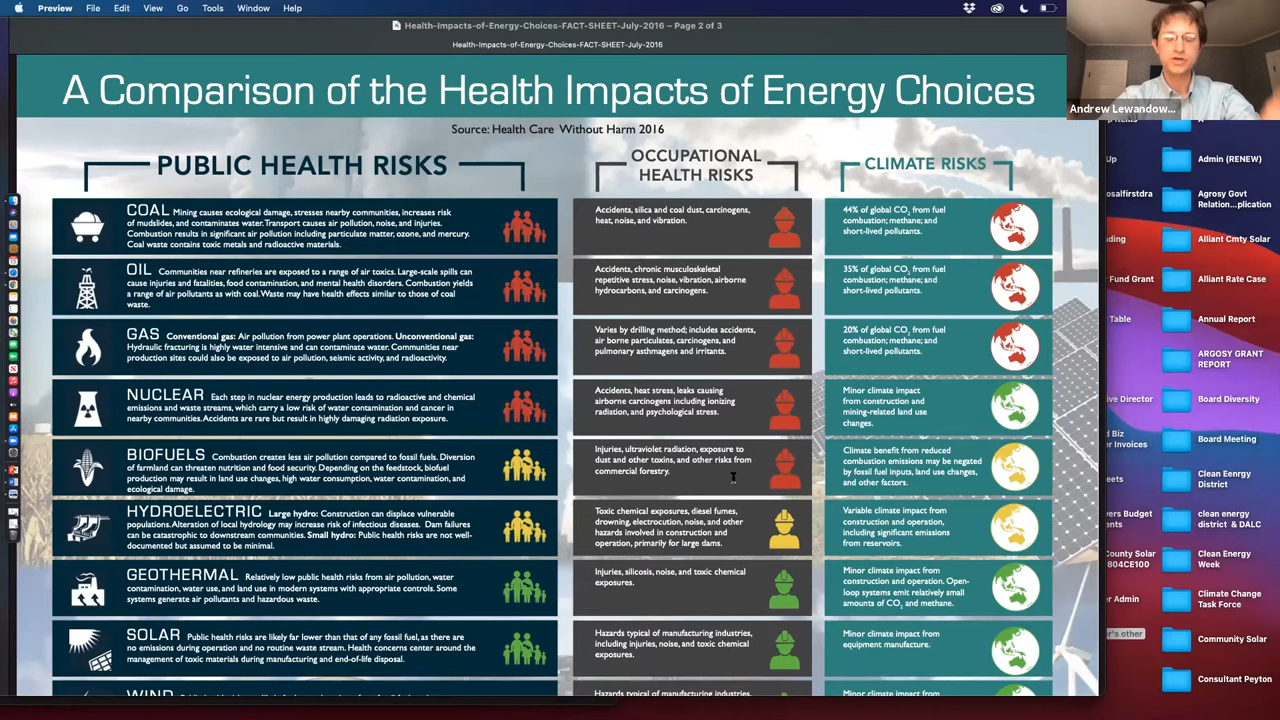 Preview File Edit View Go Tools Window Help
Health-Impacts-of-Energy-Choices-FACT-SHEET-July-2016 – Page 2 of 3
Health-Impacts-of-Energy-Choices-FACT-SHEET-July-2016
A Comparison of the Health Impacts of Energy Choices
Source: Health Care Without Harm 2016
PUBLIC HEALTH RISKS
OCCUPATIONAL
HEALTH RISKS
CLIMATE RISKS
COAL Mining causes ecological damage, stresses nearby communities, increases risk
of mudslides, and contaminates water. Transport causes air pollution, noise, and injuries.
Combustion results in significant air pollution including particulate matter, ozone, and mercury.
Coal waste contains toxic metals and radioactive materials.
Accidents, silica and coal dust, carcinogens,
heat, noise, and vibration.
44% of global CO2 from fuel
combustion; methane; and
short-lived pollutants.
OIL Communities near refineries are exposed to a range of air toxics. Large-scale spills can
cause injuries and fatalities, food contamination, and mental health disorders. Combustion yields
a range of air pollutants as with coal. Waste may have health effects similar to those of coal
waste.
Accidents, chronic musculoskeletal
repetitive stress, noise, vibration, airborne
hydrocarbons, and carcinogens.
35% of global CO2 from fuel
combustion; methane; and
short-lived pollutants.
GAS Conventional gas: Air pollution from power plant operations. Unconventional gas:
Hydraulic fracturing is highly water intensive and can contaminate water. Communities near
production sites could also be exposed to air pollution, seismic activity, and radioactivity.
Varies by drilling method; includes accidents,
air borne particulates, carcinogens, and
pulmonary asthmagens and irritants.
20% of global CO2 from fuel
combustion; methane; and
short-lived pollutants.
NUCLEAR Each step in nuclear energy production leads to radioactive and chemical
emissions and waste streams, which carry a low risk of water contamination and cancer in
nearby communities. Accidents are rare but result in highly damaging radiation exposure.
Accidents, heat stress, leaks causing
airborne carcinogens including ionizing
radiation, and psychological stress.
Minor climate impact
from construction and
mining-related land use
changes.
BIOFUELS Combustion creates less air pollution compared to fossil fuels. Diversion
of farmland can threaten nutrition and food security. Depending on the feedstock, biofuel
production may result in land use changes, high water consumption, water contamination, and
ecological damage.
Injuries, ultraviolet radiation, exposure to
dust and other toxins, and other risks from
commercial forestry.
Climate benefit from reduced
combustion emissions may be negated
by fossil fuel inputs, land use changes,
and other factors.
HYDROELECTRIC Large hydro: Construction can displace vulnerable
populations. Alteration of local hydrology may increase risk of infectious diseases. Dam failures
can be catastrophic to downstream communities. Small hydro: Public health risks are not well-
documented but assumed to be minimal.
Toxic chemical exposures, diesel fumes,
drowning, electrocution, noise, and other
hazards involved in construction and
operation, primarily for large dams.
Variable climate impact from
construction and operation,
including significant emissions
from reservoirs.
GEOTHERMAL Relatively low public health risks from air pollution, water
contamination, water use, and land use in modern systems with appropriate controls. Some
systems generate air pollutants and hazardous waste.
Injuries, silicosis, noise, and toxic chemical
exposures.
Minor climate impact from
construction and operation. Open-
loop systems emit relatively small
amounts of CO2 and methane.
SOLAR Public health risks are likely far lower than that of any fossil fuel, as there are
no emissions during operation and no routine waste stream. Health concerns center around the
management of toxic materials during manufacturing and end-of-life disposal.
Hazards typical of manufacturing industries,
including injuries, noise, and toxic chemical
exposures.
Minor climate impact from
equipment manufacture.
WIND
Hazards typical of manufacturing industries,
Minor climate impact from
Andrew Lewandow...
Admin (RENEW)
Agrosy Govt
Relation...plication
Alliant Cmty Solar
Alliant Rate Case
Annual Report
ARGOSY GRANT
REPORT
Board Diversity
Board Meeting
Clean Enrgy
District
clean energy
district & DALC
Clean Energy
Week
Climate Change
Task Force
Community Solar
Consultant Peyton
Up
osalfirstdra
ding
Fund Grant
Table
ive Director
d Biz
r Invoices
eets
vers Budget
ents
County Solar
804CE100
er Admin
er's other